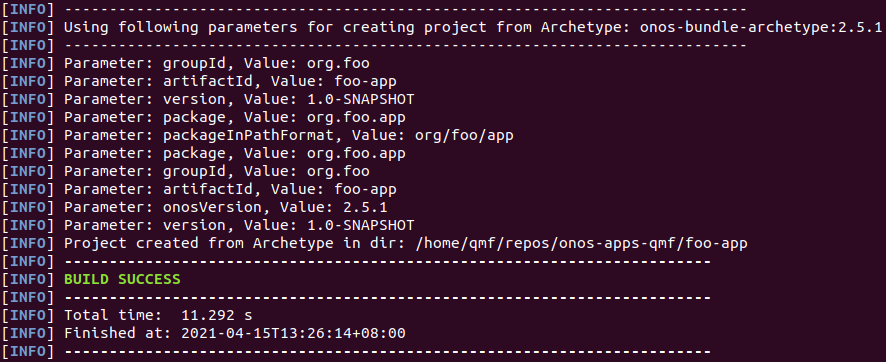 [INFO] ----------------------------------------------------------------------------
[INFO] Using following parameters for creating project from Archetype: onos-bundle-archetype:2.5.1
[INFO] ----------------------------------------------------------------------------
[INFO] Parameter: groupId, Value: org.foo
[INFO] Parameter: artifactId, Value: foo-app
[INFO] Parameter: version, Value: 1.0-SNAPSHOT
[INFO] Parameter: package, Value: org.foo.app
[INFO] Parameter: packageInPathFormat, Value: org/foo/app
[INFO] Parameter: package, Value: org.foo.app
[INFO] Parameter: groupId, Value: org.foo
[INFO] Parameter: artifactId, Value: foo-app
[INFO] Parameter: onosVersion, Value: 2.5.1
[INFO] Parameter: version, Value: 1.0-SNAPSHOT
[INFO] Project created from Archetype in dir: /home/qmf/repos/onos-apps-qmf/foo-app
[INFO] ------------------------------------------------------------------------
[INFO] BUILD SUCCESS
[INFO] ------------------------------------------------------------------------
[INFO] Total time:  11.292 s
[INFO] Finished at: 2021-04-15T13:26:14+08:00
[INFO] ------------------------------------------------------------------------